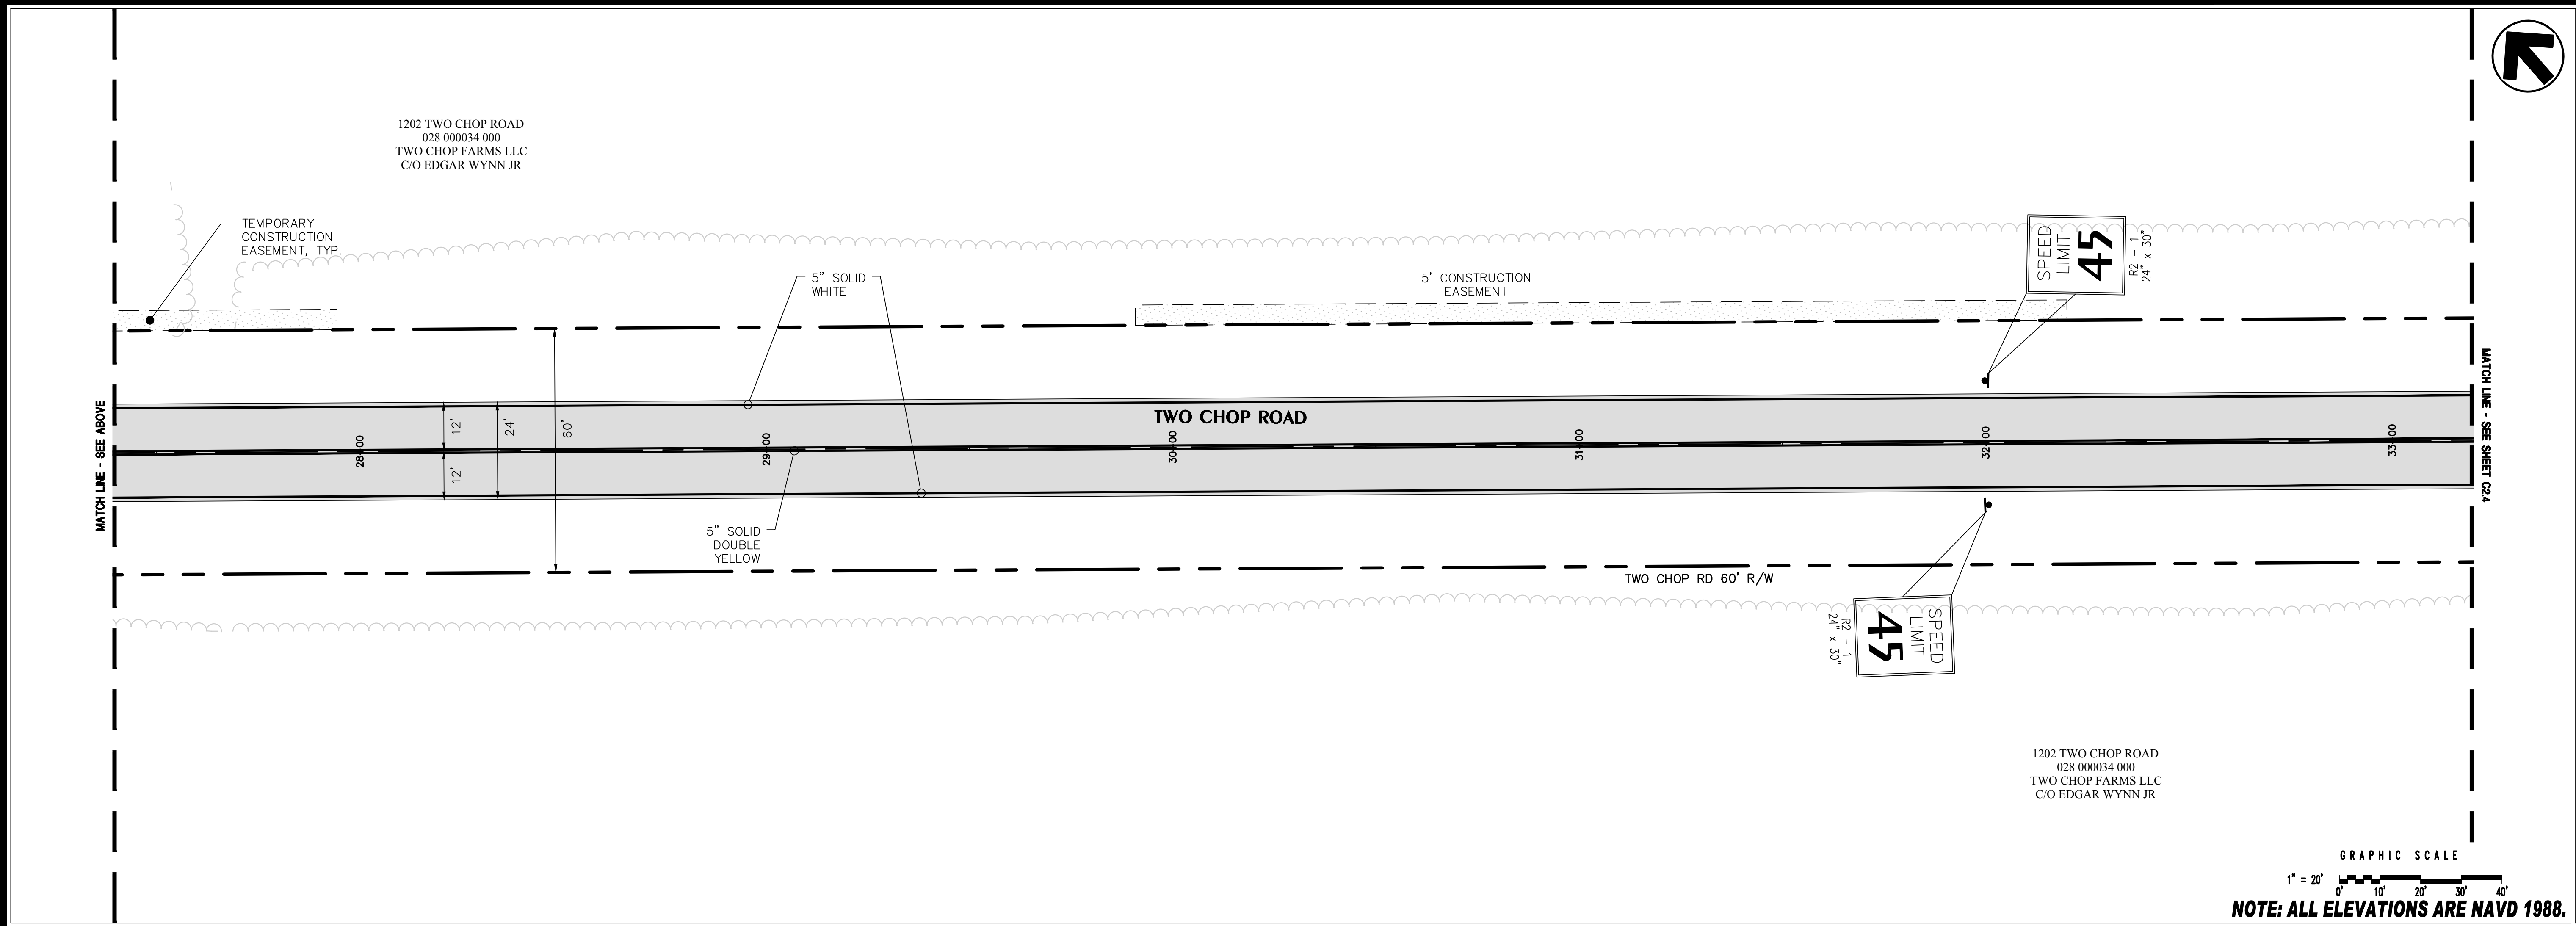 1202 TWO CHOP ROAD
028 000034 000
TWO CHOP FARMS LLC
C/O EDGAR WYNN JR
TEMPORARY
CONSTRUCTION
EASEMENT, TYP.
5" SOLID
WHITE
5' CONSTRUCTION
EASEMENT
SPEED
LIMIT
45
R2 - 1
24" x 30"
MATCH LINE - SEE ABOVE
MATCH LINE - SEE SHEET C2.4
TWO CHOP ROAD
12'
12'
24'
60'
28+00
29+00
30+00
31+00
32+00
33+00
5" SOLID
DOUBLE
YELLOW
TWO CHOP RD 60' R/W
SPEED
LIMIT
45
R2 - 1
24" x 30"
1202 TWO CHOP ROAD
028 000034 000
TWO CHOP FARMS LLC
C/O EDGAR WYNN JR
GRAPHIC SCALE
1" = 20'
0' 10' 20' 30' 40'
NOTE: ALL ELEVATIONS ARE NAVD 1988.